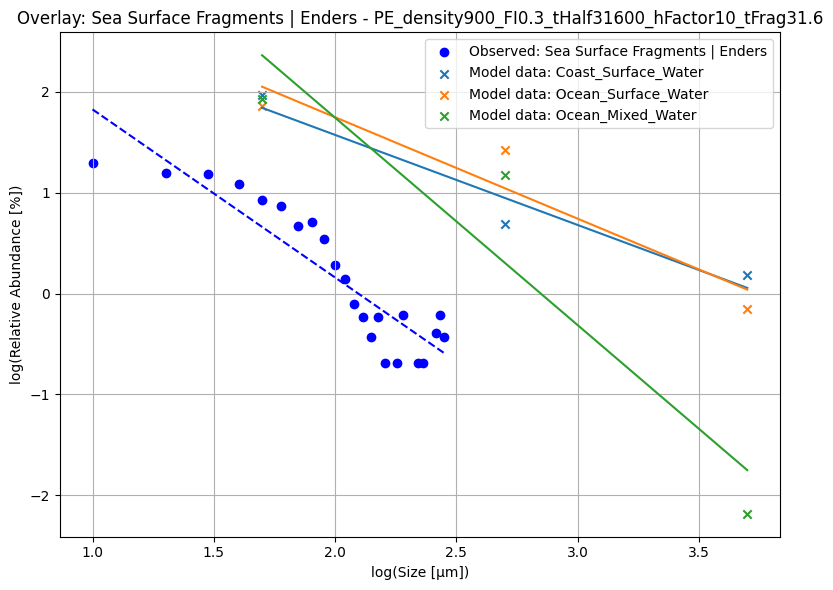 Overlay: Sea Surface Fragments | Enders - PE_density900_FI0.3_tHalf31600_hFactor10_tFrag31.6
Observed: Sea Surface Fragments | Enders
Model data: Coast_Surface_Water
Model data: Ocean_Surface_Water
Model data: Ocean_Mixed_Water
log(Relative Abundance [%])
2
1
0
−1
−2
1.0
1.5
2.0
2.5
3.0
3.5
log(Size [µm])